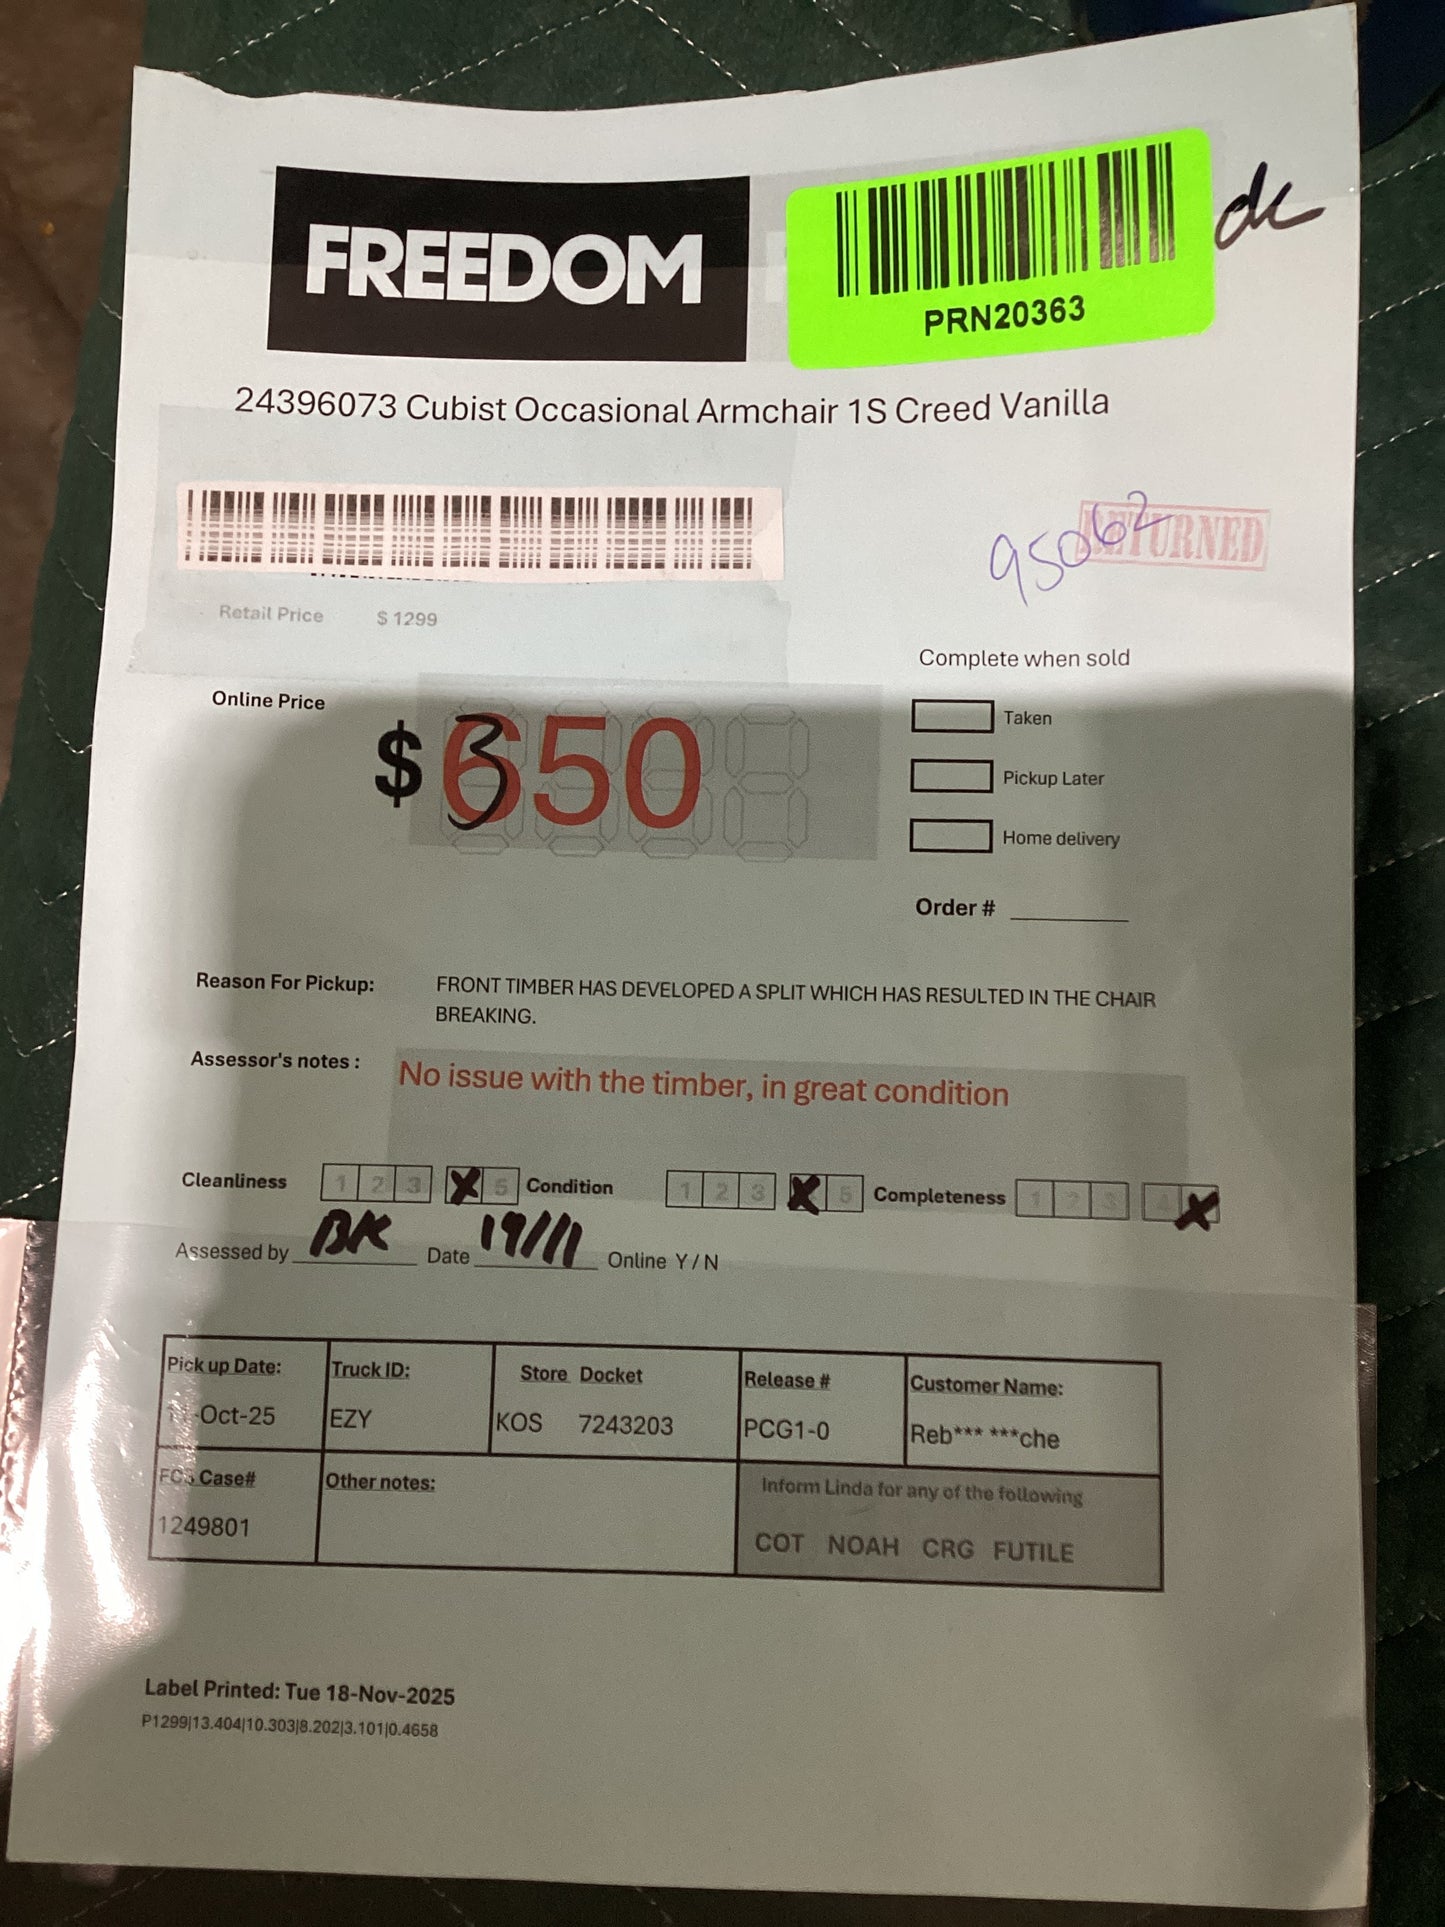 FREEDOM
PRN20363
dc
24396073 Cubist Occasional Armchair 1S Creed Vanilla
95062
RETURNED
Retail Price $ 1299
Complete when sold
Online Price
$ 350
Taken
Pickup Later
Home delivery
Order #
Reason For Pickup: FRONT TIMBER HAS DEVELOPED A SPLIT WHICH HAS RESULTED IN THE CHAIR
BREAKING.
Assessor's notes : No issue with the timber, in great condition
Cleanliness 1 2 3 X 5 Condition 1 2 3 X 5 Completeness 1 2 3 4 X
Assessed by BK Date 19/11 Online Y / N
Pick up Date: Truck ID: Store Docket Release # Customer Name:
-Oct-25 EZY KOS 7243203 PCG1-0 Reb*** ***che
Case# Other notes: Inform Linda for any of the following
1249801 COT NOAH CRG FUTILE
Label Printed: Tue 18-Nov-2025
P1299|13.404|10.303|8.202|3.101|0.4658